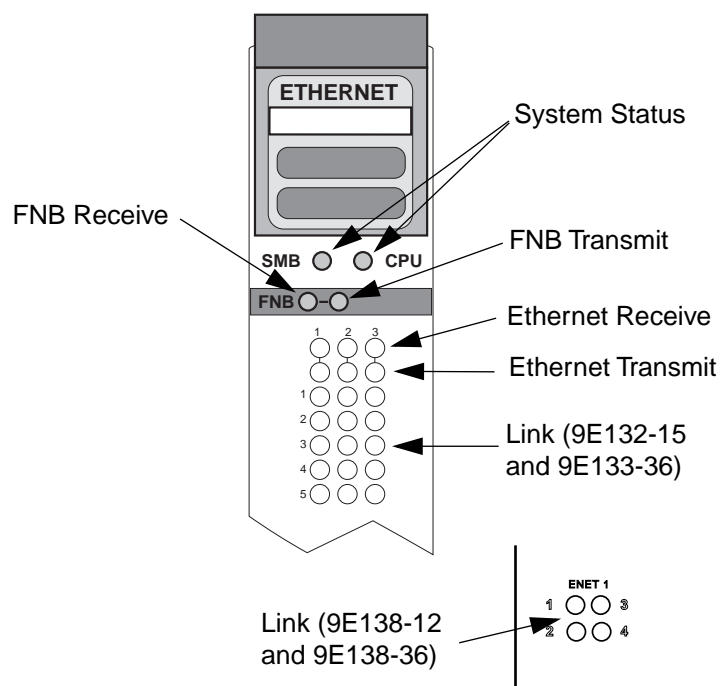 ETHERNET
System Status
FNB Receive
FNB Transmit
SMB CPU
FNB
Ethernet Receive
1 2 3
Ethernet Transmit
1
2
3
4
5
Link (9E132-15
and 9E133-36)
ENET 1
1 3
2 4
Link (9E138-12
and 9E138-36)